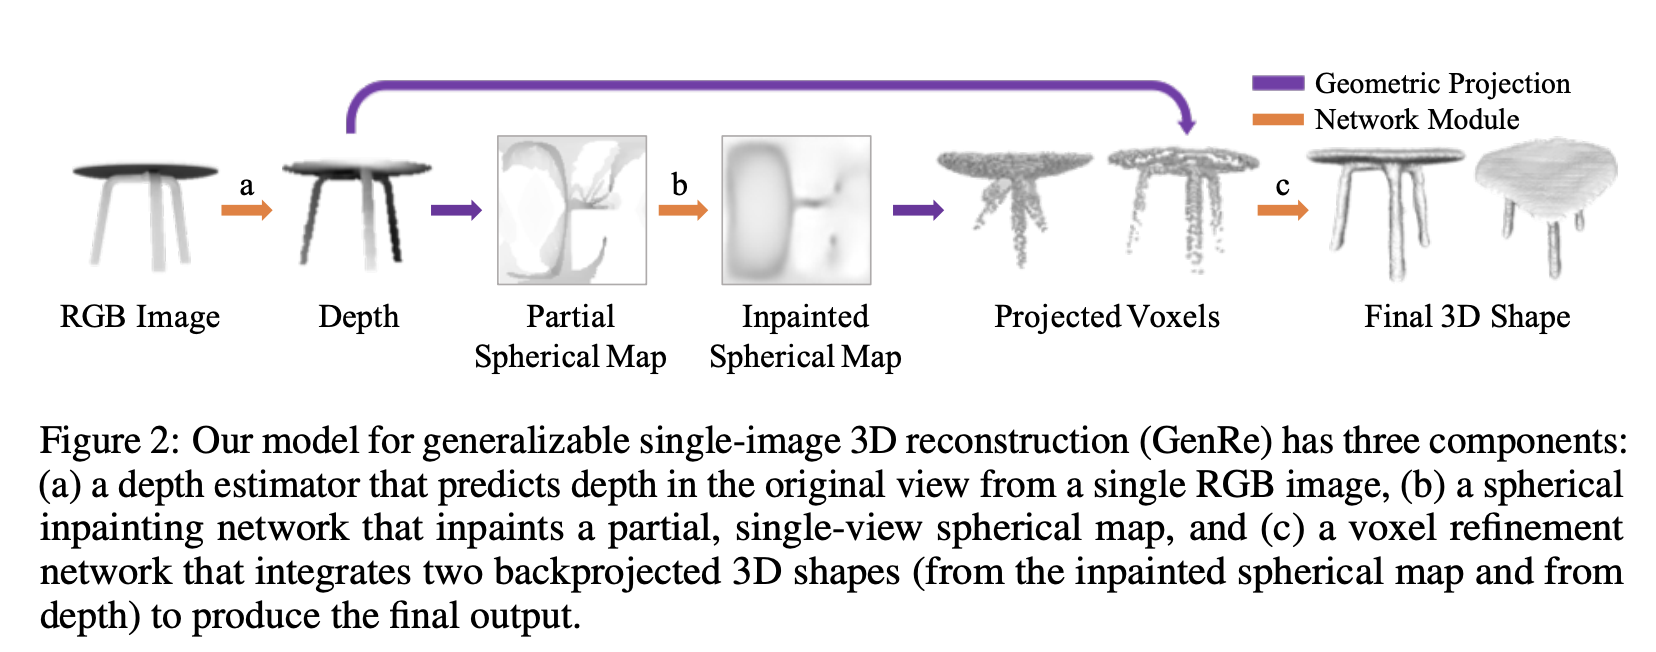 Geometric Projection
Network Module
a
b
c
RGB Image
Depth
Partial
Spherical Map
Inpainted
Spherical Map
Projected Voxels
Final 3D Shape
Figure 2: Our model for generalizable single-image 3D reconstruction (GenRe) has three components:
(a) a depth estimator that predicts depth in the original view from a single RGB image, (b) a spherical
inpainting network that inpaints a partial, single-view spherical map, and (c) a voxel refinement
network that integrates two backprojected 3D shapes (from the inpainted spherical map and from
depth) to produce the final output.